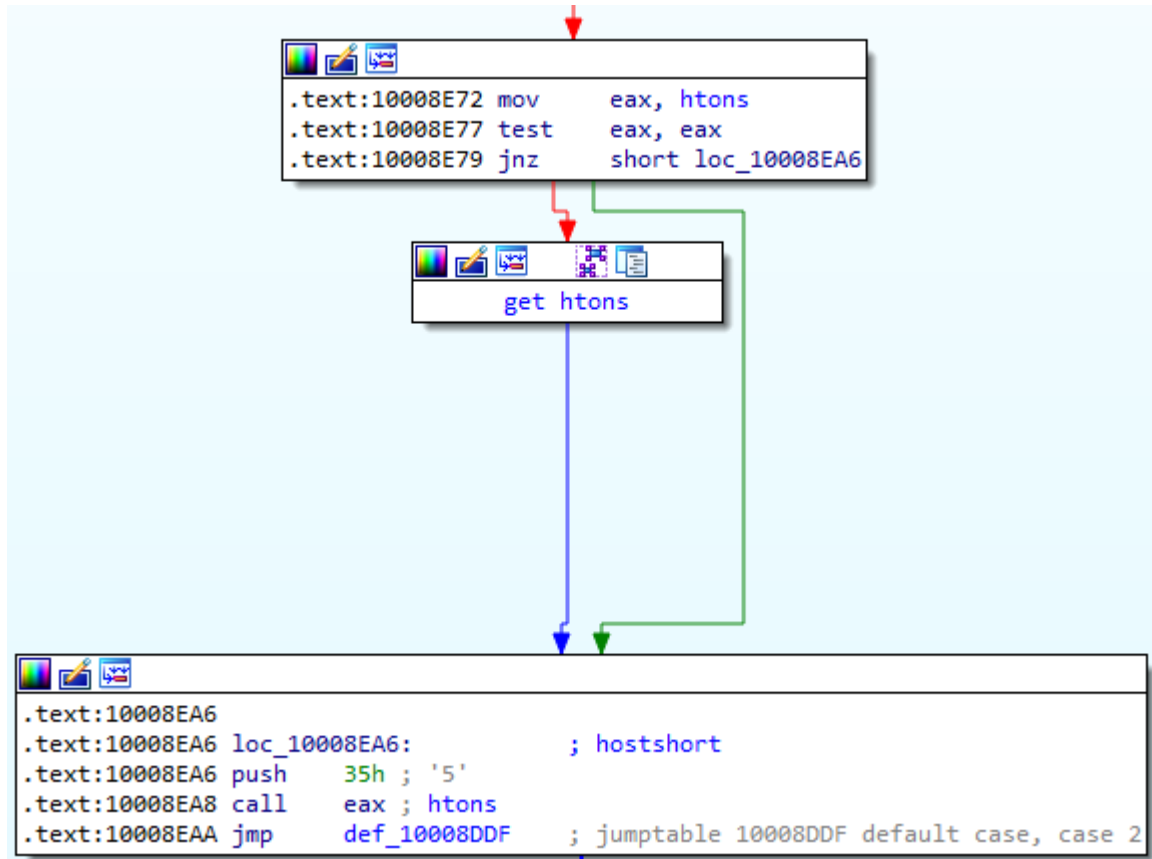 .text:10008E72 mov     eax, htons
.text:10008E77 test    eax, eax
.text:10008E79 jnz     short loc_10008EA6
get htons
.text:10008EA6
.text:10008EA6 loc_10008EA6:          ; hostshort
.text:10008EA6 push    35h ; '5'
.text:10008EA8 call    eax ; htons
.text:10008EAA jmp     def_10008DDF    ; jumptable 10008DDF default case, case 2